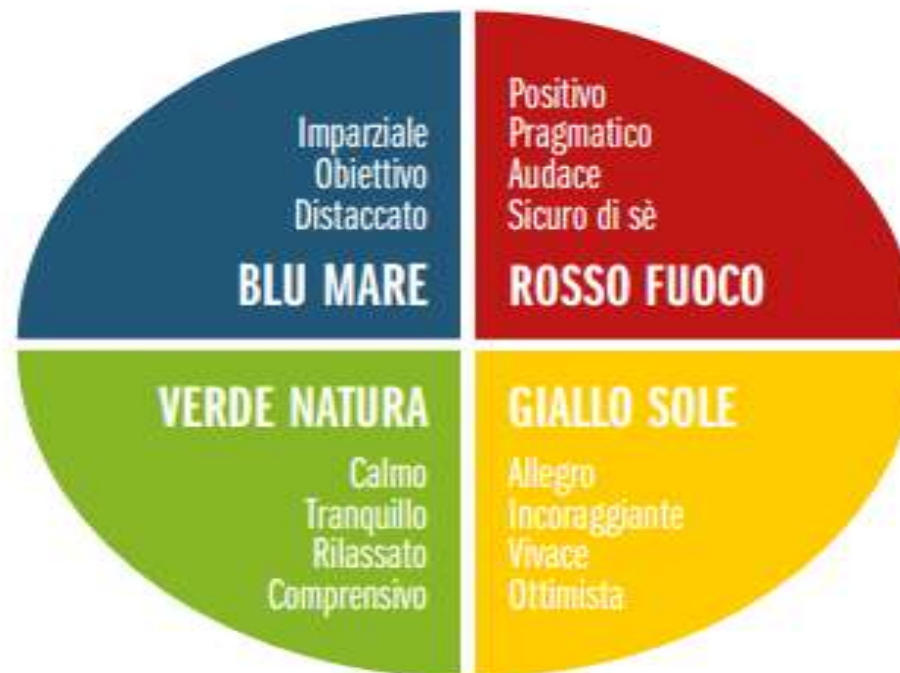 Imparziale
Obiettivo
Distaccato
BLU MARE
Positivo
Pragmatico
Audace
Sicuro di sè
ROSSO FUOCO
VERDE NATURA
Calmo
Tranquillo
Rilassato
Comprensivo
GIALLO SOLE
Allegro
Incoraggiante
Vivace
Ottimista